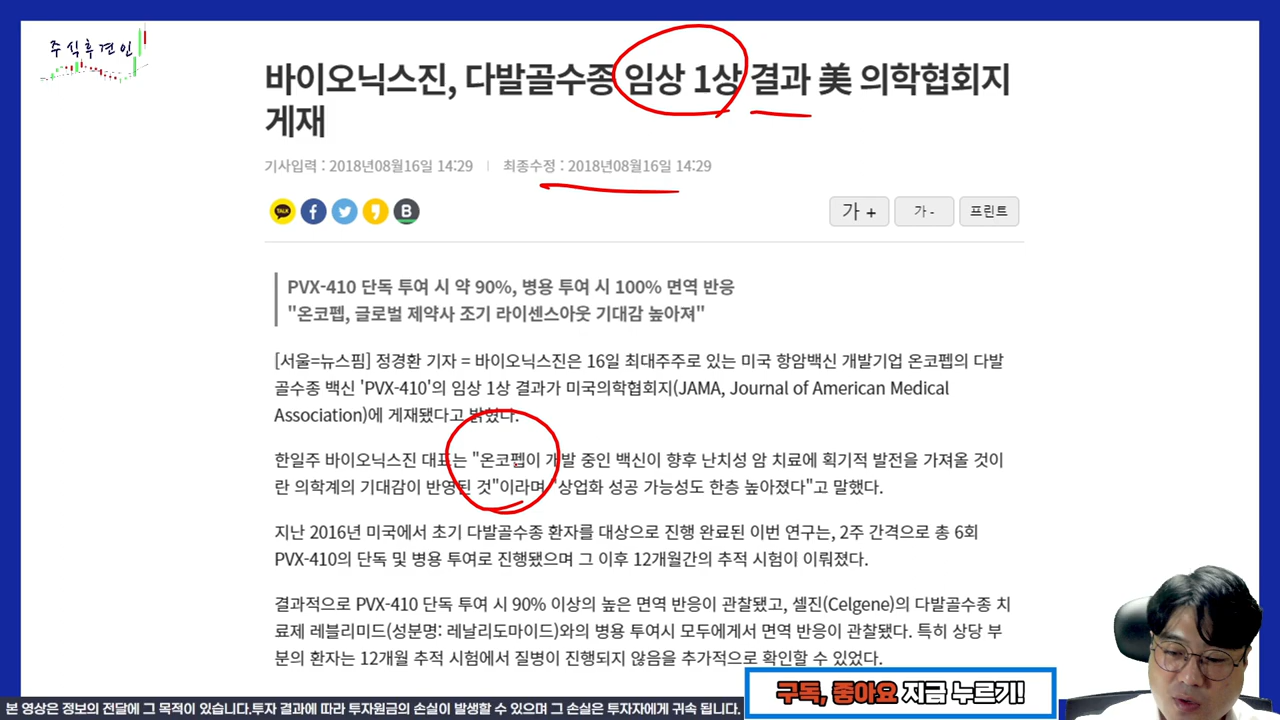 주식후견인
바이오닉스진, 다발골수종 임상 1상 결과 美 의학협회지
게재
기사입력 : 2018년08월16일 14:29 최종수정 : 2018년08월16일 14:29
TALK f B
가 + 가 - 프린트
PVX-410 단독 투여 시 약 90%, 병용 투여 시 100% 면역 반응
"온코펩, 글로벌 제약사 조기 라이센스아웃 기대감 높아져"
[서울=뉴스핌] 정경환 기자 = 바이오닉스진은 16일 최대주주로 있는 미국 항암백신 개발기업 온코펩의 다발
골수종 백신 'PVX-410'의 임상 1상 결과가 미국의학협회지(JAMA, Journal of American Medical
Association)에 게재됐다고 밝혔다.
한일주 바이오닉스진 대표는 "온코펩이 개발 중인 백신이 향후 난치성 암 치료에 획기적 발전을 가져올 것이
란 의학계의 기대감이 반영된 것"이라며 "상업화 성공 가능성도 한층 높아졌다"고 말했다.
지난 2016년 미국에서 초기 다발골수종 환자를 대상으로 진행 완료된 이번 연구는, 2주 간격으로 총 6회
PVX-410의 단독 및 병용 투여로 진행됐으며 그 이후 12개월간의 추적 시험이 이뤄졌다.
결과적으로 PVX-410 단독 투여 시 90% 이상의 높은 면역 반응이 관찰됐고, 셀진(Celgene)의 다발골수종 치
료제 레블리미드(성분명: 레날리도마이드)와의 병용 투여시 모두에게서 면역 반응이 관찰됐다. 특히 상당 부
분의 환자는 12개월 추적 시험에서 질병이 진행되지 않음을 추가적으로 확인할 수 있었다.
구독, 좋아요 지금 누르기!
본 영상은 정보의 전달에 그 목적이 있습니다.투자 결과에 따라 투자원금의 손실이 발생할 수 있으며 그 손실은 투자자에게 귀속 됩니다.